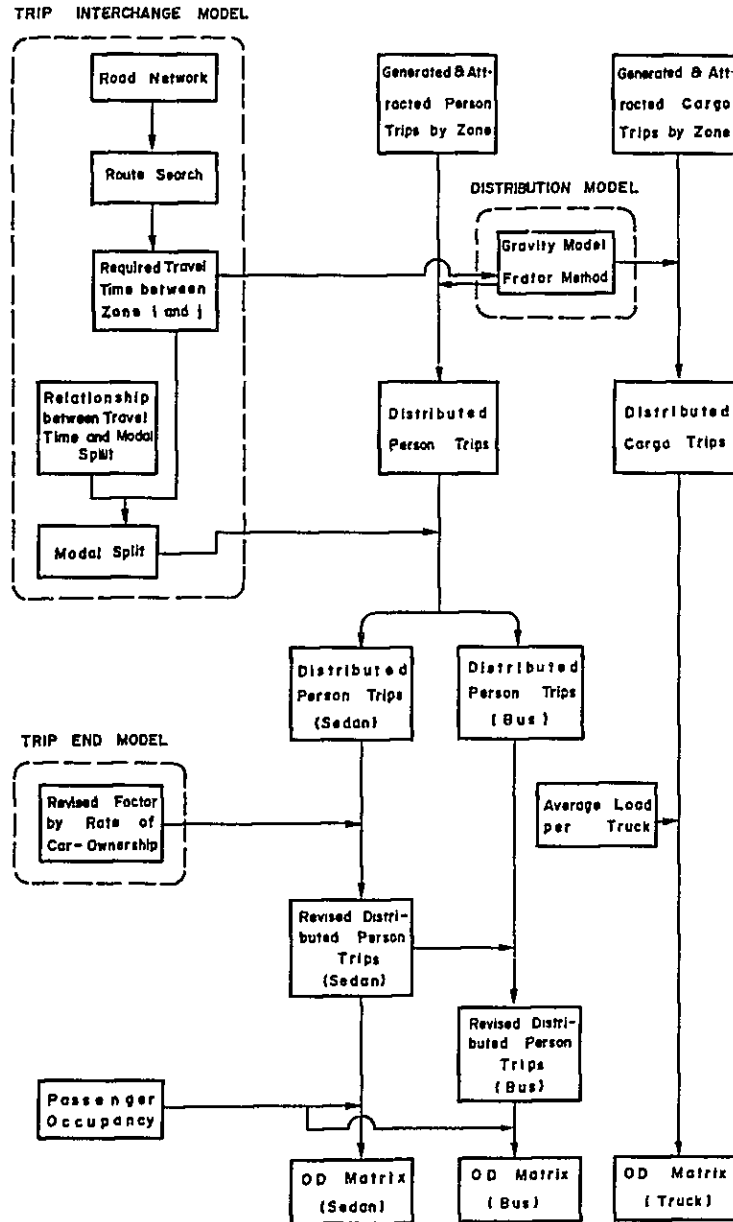 TRIP INTERCHANGE MODEL
Road Network
Route Search
Required Travel
Time between
Zone i and j
Relationship
between Travel
Time and Modal
Split
Modal Split
Generated & Att-
racted Person
Trips by Zone
Generated & Att-
racted Cargo
Trips by Zone
DISTRIBUTION MODEL
Gravity Model
Frator Method
Distributed
Person Trips
Distributed
Cargo Trips
Distributed
Person Trips
(Sedan)
Distributed
Person Trips
(Bus)
TRIP END MODEL
Revised Factor
by Rate of
Car-Ownership
Average Load
per Truck
Revised Distri-
buted Person
Trips
(Sedan)
Revised Distri-
buted Person
Trips
(Bus)
Passenger
Occupancy
OD Matrix
(Sedan)
OD Matrix
(Bus)
OD Matrix
(Truck)